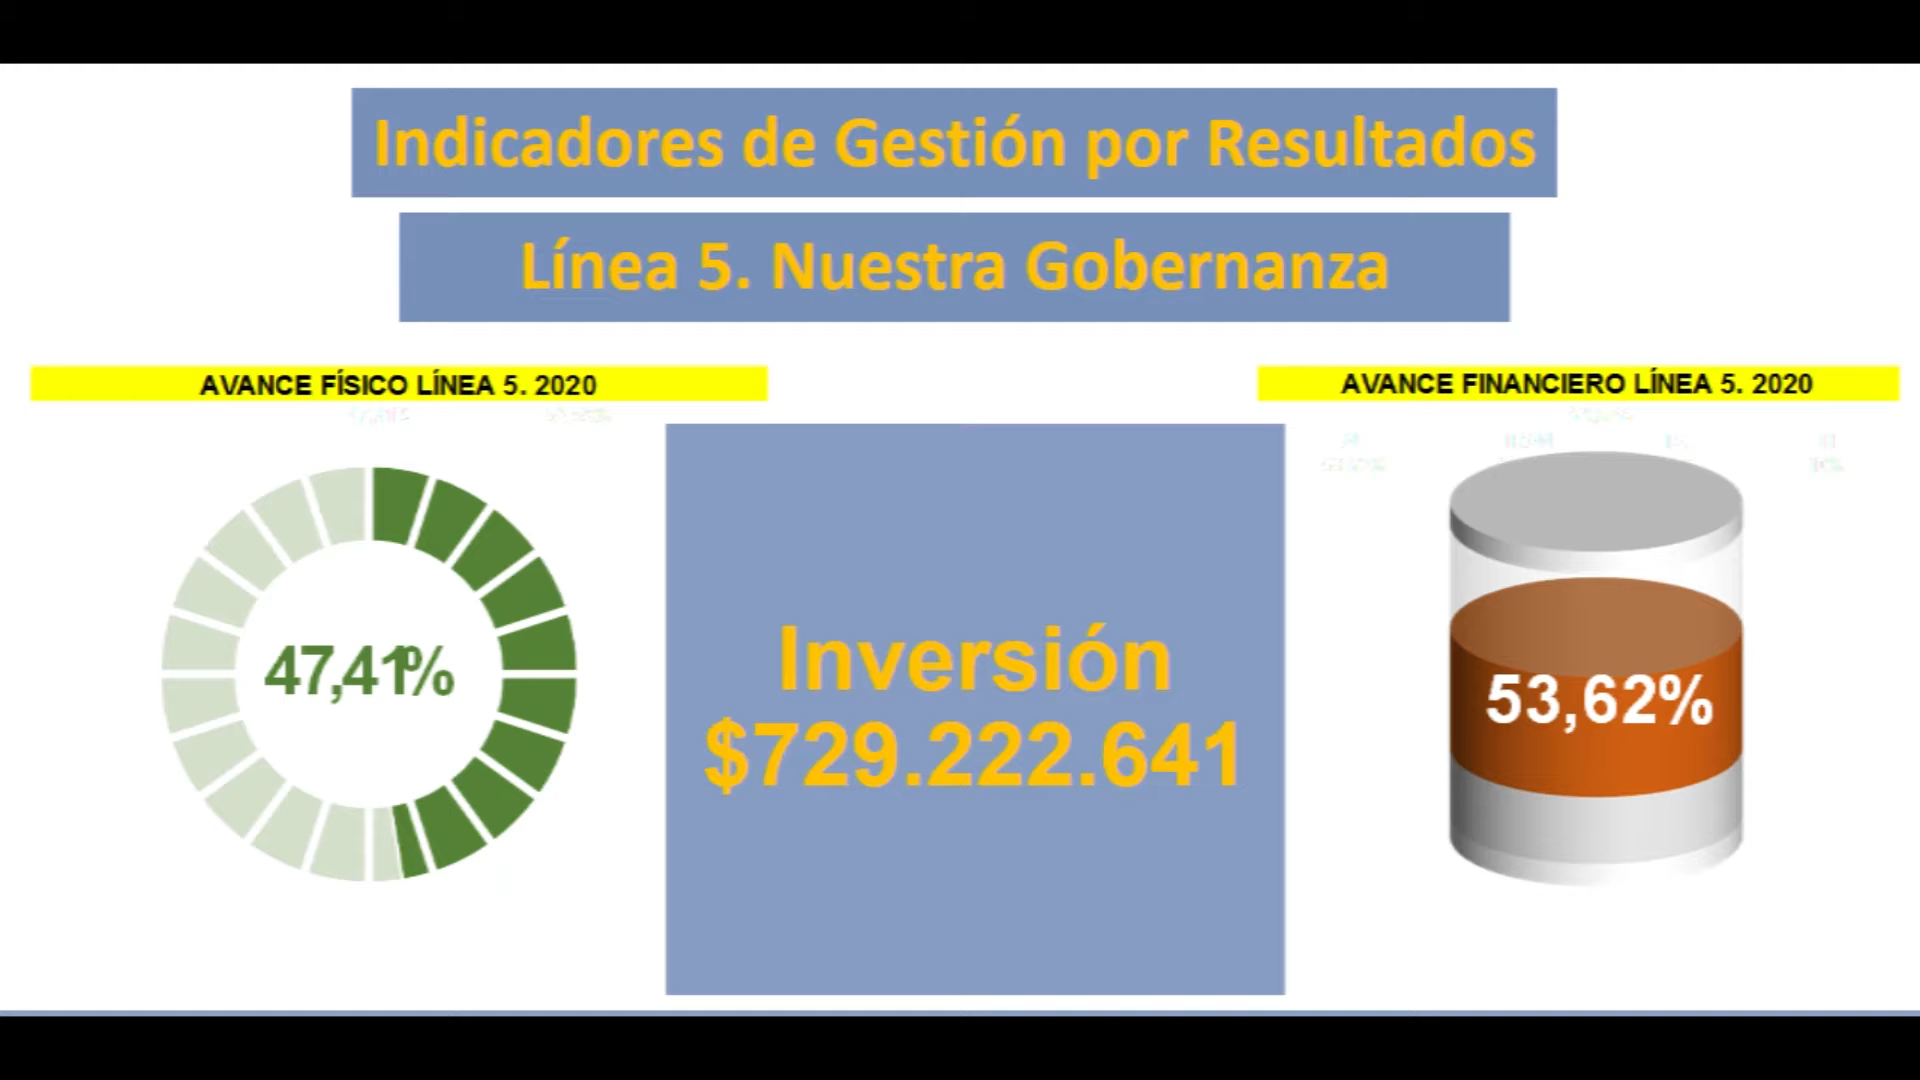 Indicadores de Gestión por Resultados
Línea 5. Nuestra Gobernanza
AVANCE FÍSICO LÍNEA 5. 2020
AVANCE FINANCIERO LÍNEA 5. 2020
47,41%
Inversión
$729.222.641
53,62%